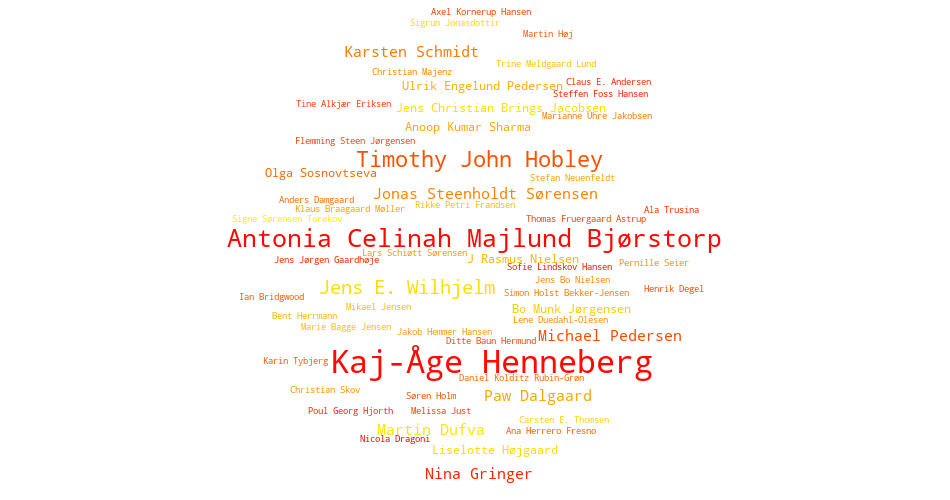 Axel Kornerup Hansen
Sigrun Jonasdottir
Martin Høj
Karsten Schmidt
Trine Meldgaard Lund
Christian Majenz
Ulrik Engelund Pedersen
Claus E. Andersen
Steffen Foss Hansen
Tine Alkjær Eriksen
Jens Christian Brings Jacobsen
Marianne Uhre Jakobsen
Anoop Kumar Sharma
Flemming Steen Jørgensen
Timothy John Hobley
Olga Sosnovtseva
Stefan Neuenfeldt
Jonas Steenholdt Sørensen
Anders Damgaard
Rikke Petri Frandsen
Klaus Braagaard Møller
Ala Trusina
Signe Sørensen Torekov
Thomas Fruergaard Astrup
Antonia Celinah Majlund Bjørstorp
Lars Schiøtt Sørensen
Jens Jørgen Gaardhøje
J Rasmus Nielsen
Pernille Seier
Sofie Lindskov Hansen
Jens Bo Nielsen
Jens E. Wilhjelm
Henrik Degel
Simon Holst Bekker-Jensen
Ian Bridgwood
Mikael Jensen
Bo Munk Jørgensen
Bent Herrmann
Lene Duedahl-Olesen
Marie Bagge Jensen
Jakob Hemmer Hansen
Michael Pedersen
Ditte Baun Hermund
Karin Tybjerg
Kaj-Åge Henneberg
Daniel Kolditz Rubin-Grøn
Christian Skov
Søren Holm
Paw Dalgaard
Poul Georg Hjorth
Melissa Just
Carsten E. Thomsen
Martin Dufva
Ana Herrero Fresno
Nicola Dragoni
Liselotte Højgaard
Nina Gringer